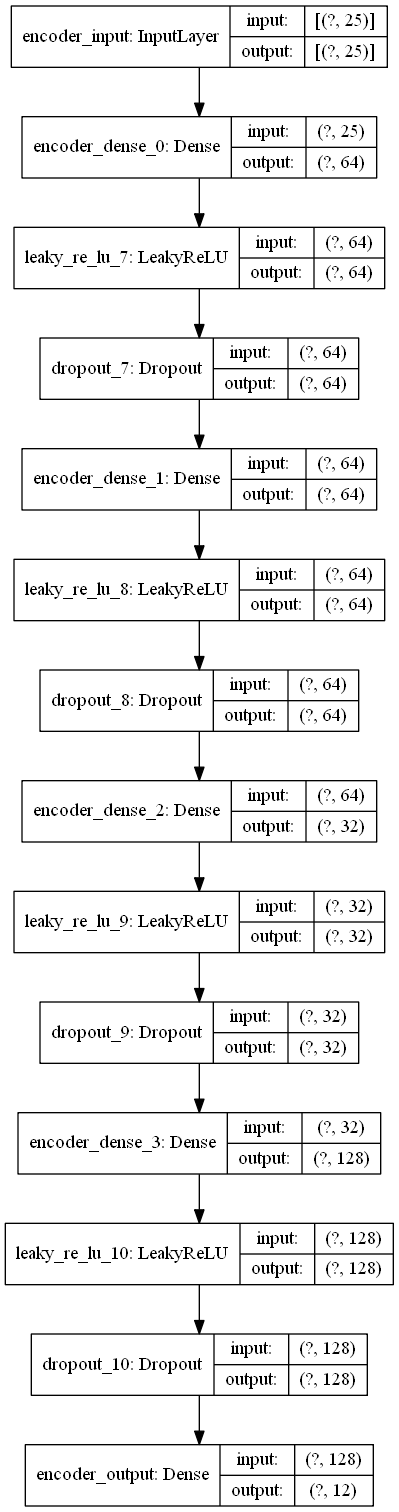 encoder_input: InputLayer
input: [(?, 25)]
output: [(?, 25)]
encoder_dense_0: Dense
input: (?, 25)
output: (?, 64)
leaky_re_lu_7: LeakyReLU
input: (?, 64)
output: (?, 64)
dropout_7: Dropout
input: (?, 64)
output: (?, 64)
encoder_dense_1: Dense
input: (?, 64)
output: (?, 64)
leaky_re_lu_8: LeakyReLU
input: (?, 64)
output: (?, 64)
dropout_8: Dropout
input: (?, 64)
output: (?, 64)
encoder_dense_2: Dense
input: (?, 64)
output: (?, 32)
leaky_re_lu_9: LeakyReLU
input: (?, 32)
output: (?, 32)
dropout_9: Dropout
input: (?, 32)
output: (?, 32)
encoder_dense_3: Dense
input: (?, 32)
output: (?, 128)
leaky_re_lu_10: LeakyReLU
input: (?, 128)
output: (?, 128)
dropout_10: Dropout
input: (?, 128)
output: (?, 128)
encoder_output: Dense
input: (?, 128)
output: (?, 12)